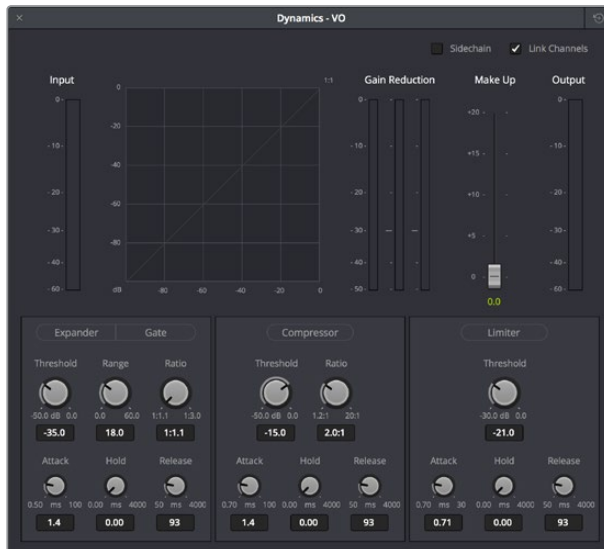 × Dynamics - VO
Sidechain ✓ Link Channels
Input Gain Reduction Make Up Output
0 1:1
-20
-40
-60
-80
dB -80 -60 -40 -20 0
0
-10
-20
-30
-40
-60
0
-10
-20
-30
-40
-50
+20
+15
+10
+5
0
0.0
0
-10
-20
-30
-40
-60
Expander Gate
Threshold Range Ratio
-50.0 dB 0.0 0.0 60.0 1:1.1 1:3.0
-35.0 18.0 1:1.1
Attack Hold Release
0.50 ms 100 0.00 ms 4000 50 ms 4000
1.4 0.00 93
Compressor
Threshold Ratio
-50.0 dB 0.0 1.2:1 20:1
-15.0 2.0:1
Attack Hold Release
0.70 ms 100 0.00 ms 4000 50 ms 4000
1.4 0.00 93
Limiter
Threshold
-30.0 dB 0.0
-21.0
Attack Hold Release
0.70 ms 30 0.00 ms 4000 50 ms 4000
0.71 0.00 93